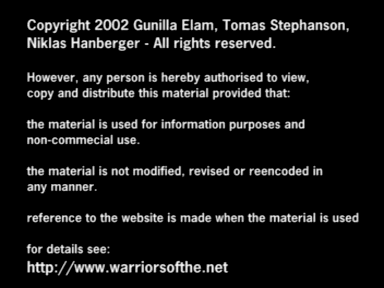 Copyright 2002 Gunilla Elam, Tomas Stephanson,
Niklas Hanberger - All rights reserved.
However, any person is hereby authorised to view,
copy and distribute this material provided that:
the material is used for information purposes and
non-commecial use.
the material is not modified, revised or reencoded in
any manner.
reference to the website is made when the material is used
for details see:
http://www.warriorsofthe.net